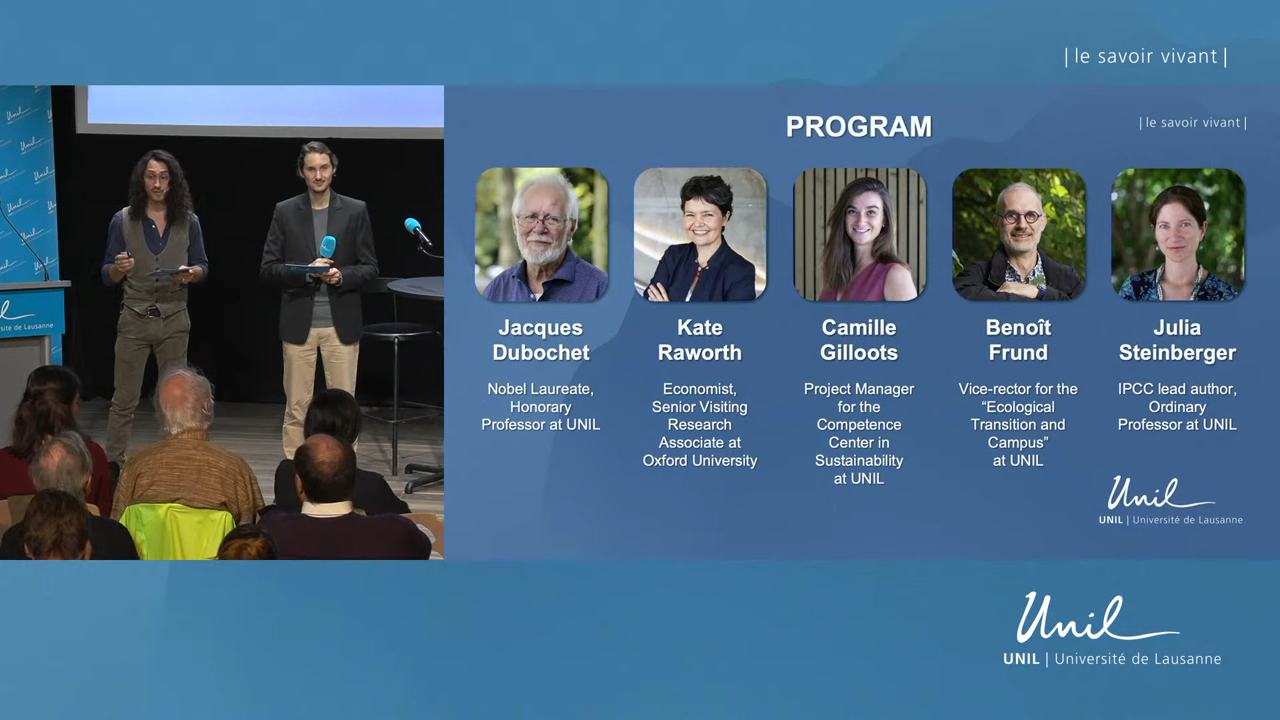 |le savoir vivant|
PROGRAM
|le savoir vivant|
Jacques
Dubochet
Nobel Laureate,
Honorary
Professor at UNIL
Kate
Raworth
Economist,
Senior Visiting
Research
Associate at
Oxford University
Camille
Gilloots
Project Manager
for the
Competence
Center in
Sustainability
at UNIL
Benoît
Frund
Vice-rector for the
“Ecological
Transition and
Campus”
at UNIL
Julia
Steinberger
IPCC lead author,
Ordinary
Professor at UNIL
Unil
UNIL | Université de Lausanne
Unil
UNIL | Université de Lausanne
Université de Lausanne